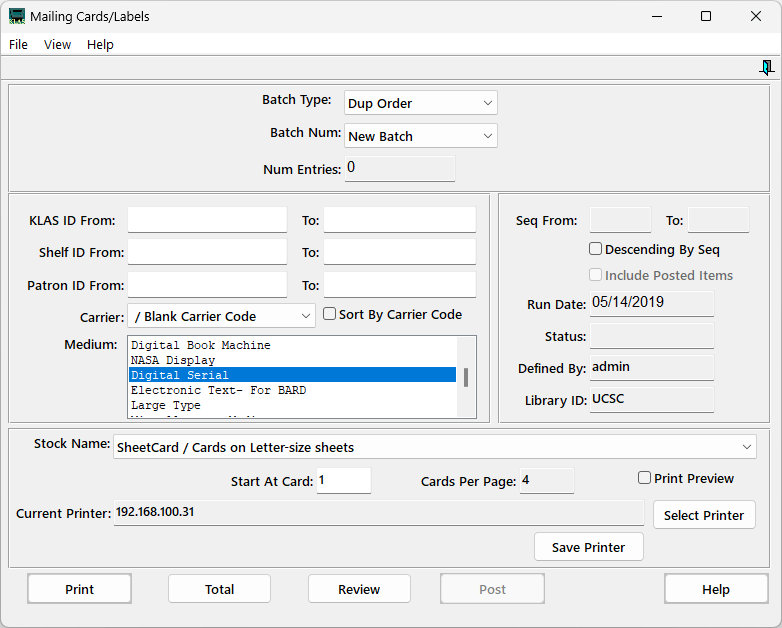 Mailing Cards/Labels
File View Help
Batch Type: Dup Order
Batch Num: New Batch
Num Entries: 0
KLAS ID From: To:
Shelf ID From: To:
Patron ID From: To:
Carrier: / Blank Carrier Code Sort By Carrier Code
Medium: Digital Book Machine
NASA Display
Digital Serial
Electronic Text- For BARD
Large Type
Seq From: To:
Descending By Seq
Include Posted Items
Run Date: 05/14/2019
Status:
Defined By: admin
Library ID: UCSC
Stock Name: SheetCard / Cards on Letter-size sheets
Start At Card: 1 Cards Per Page: 4 Print Preview
Current Printer: 192.168.100.31 Select Printer
Save Printer
Print Total Review Post Help